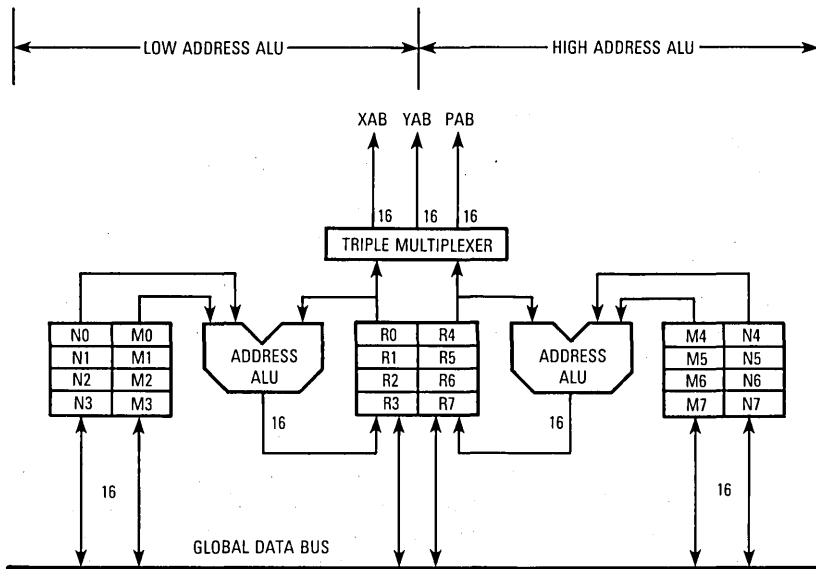 LOW ADDRESS ALU HIGH ADDRESS ALU
XAB YAB PAB
16 16 16
TRIPLE MULTIPLEXER
N0 M0 ADDRESS ALU R0 R4 ADDRESS ALU M4 N4
N1 M1 R1 R5 M5 N5
N2 M2 R2 R6 M6 N6
N3 M3 R3 R7 M7 N7
16 16
16 16
GLOBAL DATA BUS